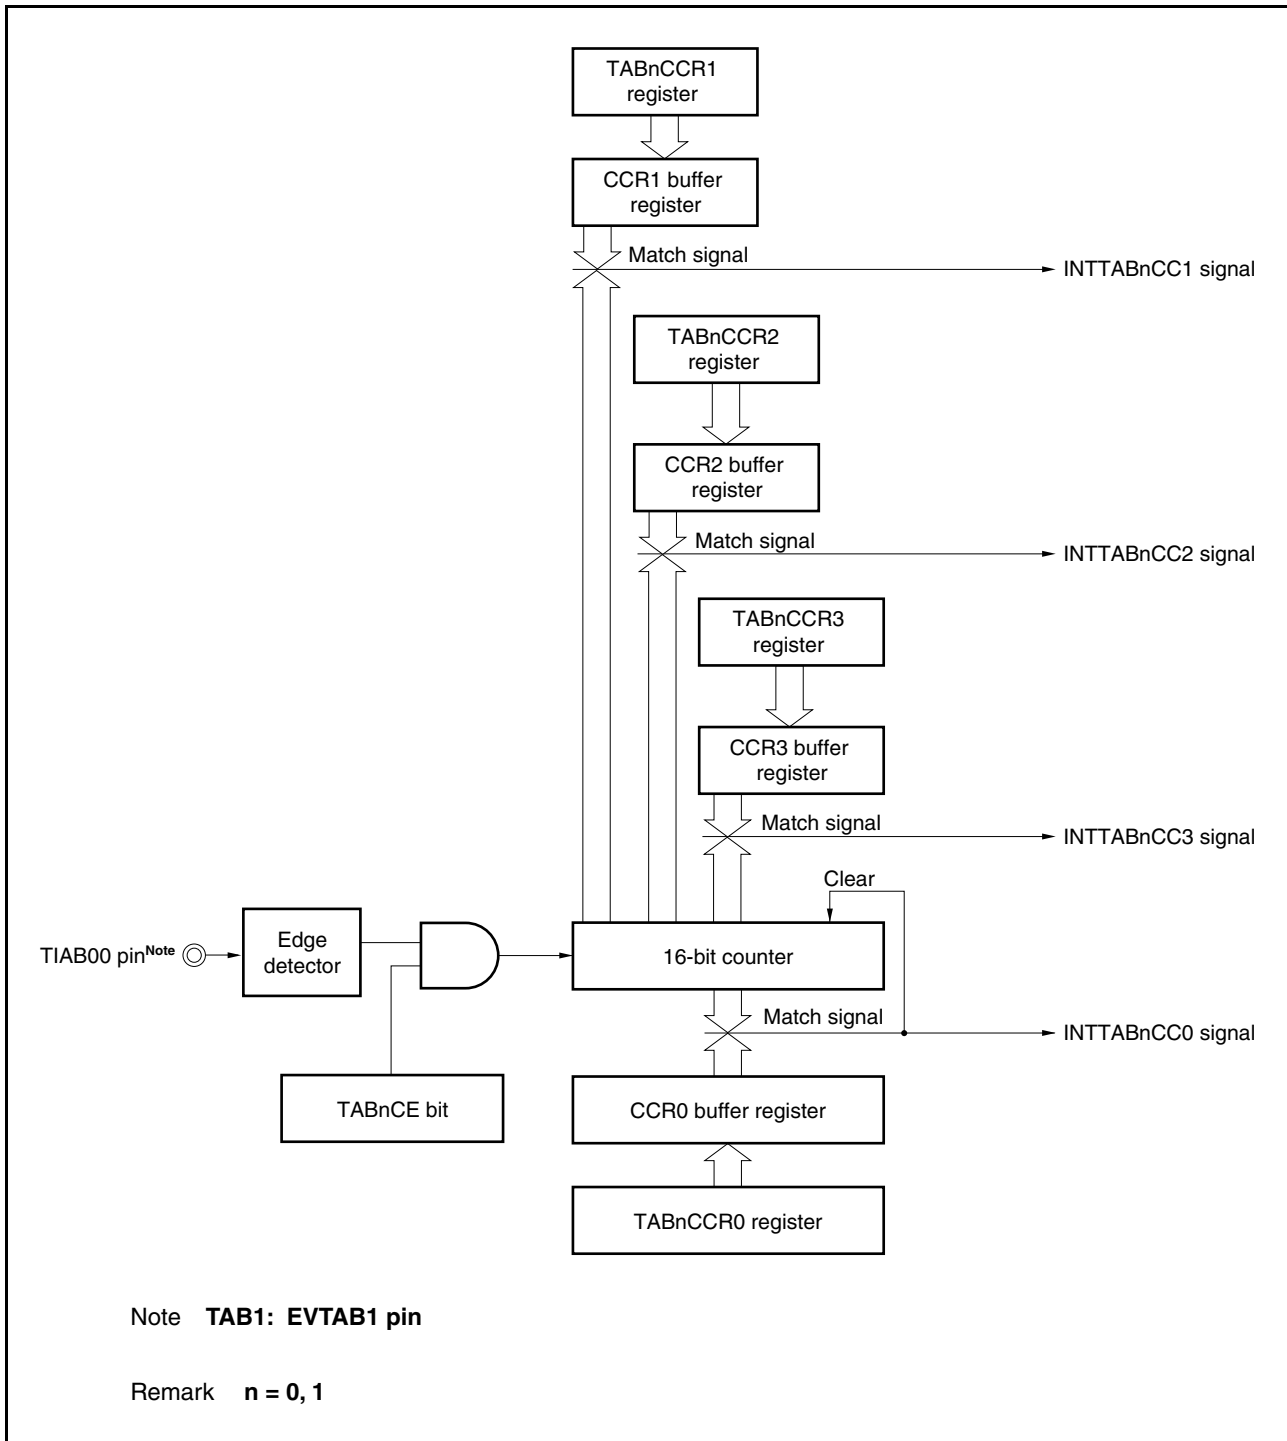 TABnCCR1
register
CCR1 buffer
register
Match signal
INTTABnCC1 signal
TABnCCR2
register
CCR2 buffer
register
Match signal
INTTABnCC2 signal
TABnCCR3
register
CCR3 buffer
register
Match signal
INTTABnCC3 signal
Clear
TIAB00 pinNote
Edge
detector
16-bit counter
Match signal
INTTABnCC0 signal
TABnCE bit
CCR0 buffer register
TABnCCR0 register
Note TAB1: EVTAB1 pin
Remark n = 0, 1